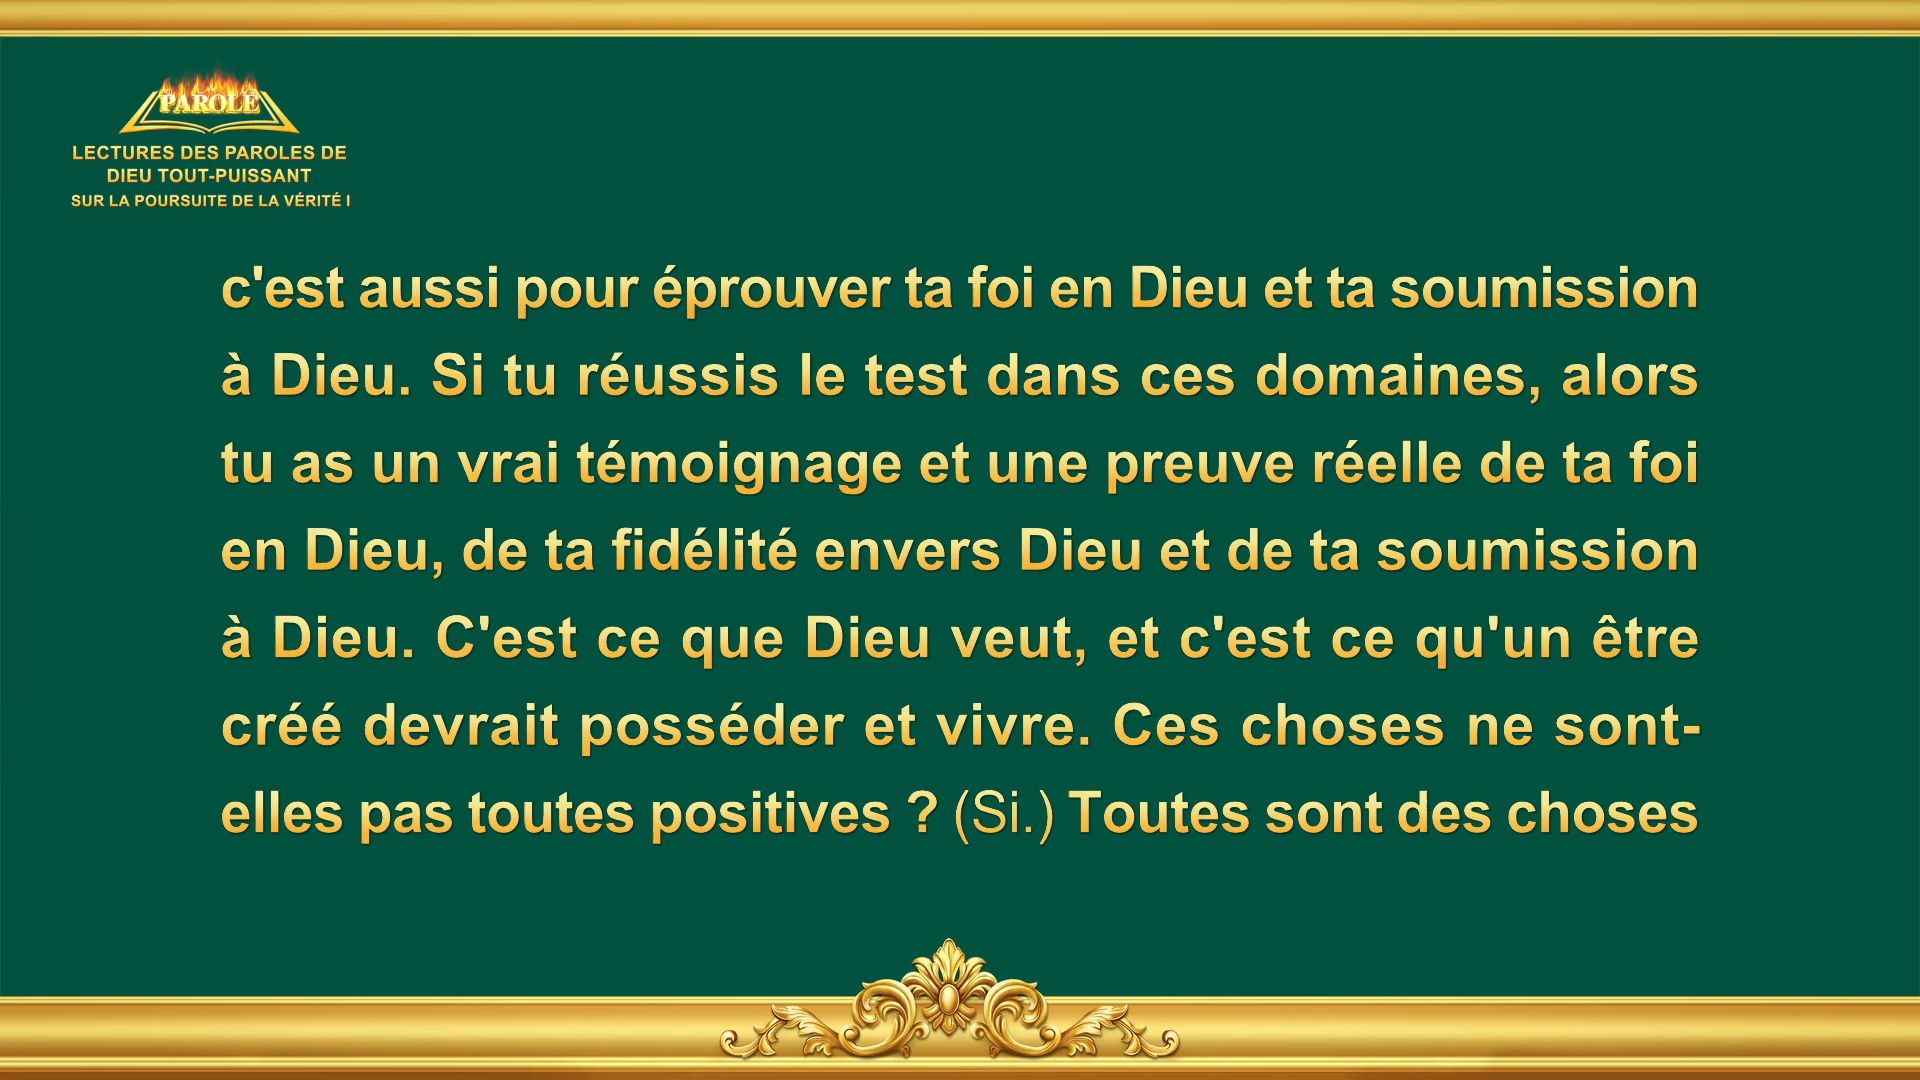 PAROLE
LECTURES DES PAROLES DE
DIEU TOUT-PUISSANT
SUR LA POURSUITE DE LA VÉRITÉ I
c'est aussi pour éprouver ta foi en Dieu et ta soumission
à Dieu. Si tu réussis le test dans ces domaines, alors
tu as un vrai témoignage et une preuve réelle de ta foi
en Dieu, de ta fidélité envers Dieu et de ta soumission
à Dieu. C'est ce que Dieu veut, et c'est ce qu'un être
créé devrait posséder et vivre. Ces choses ne sont-
elles pas toutes positives ? (Si.) Toutes sont des choses